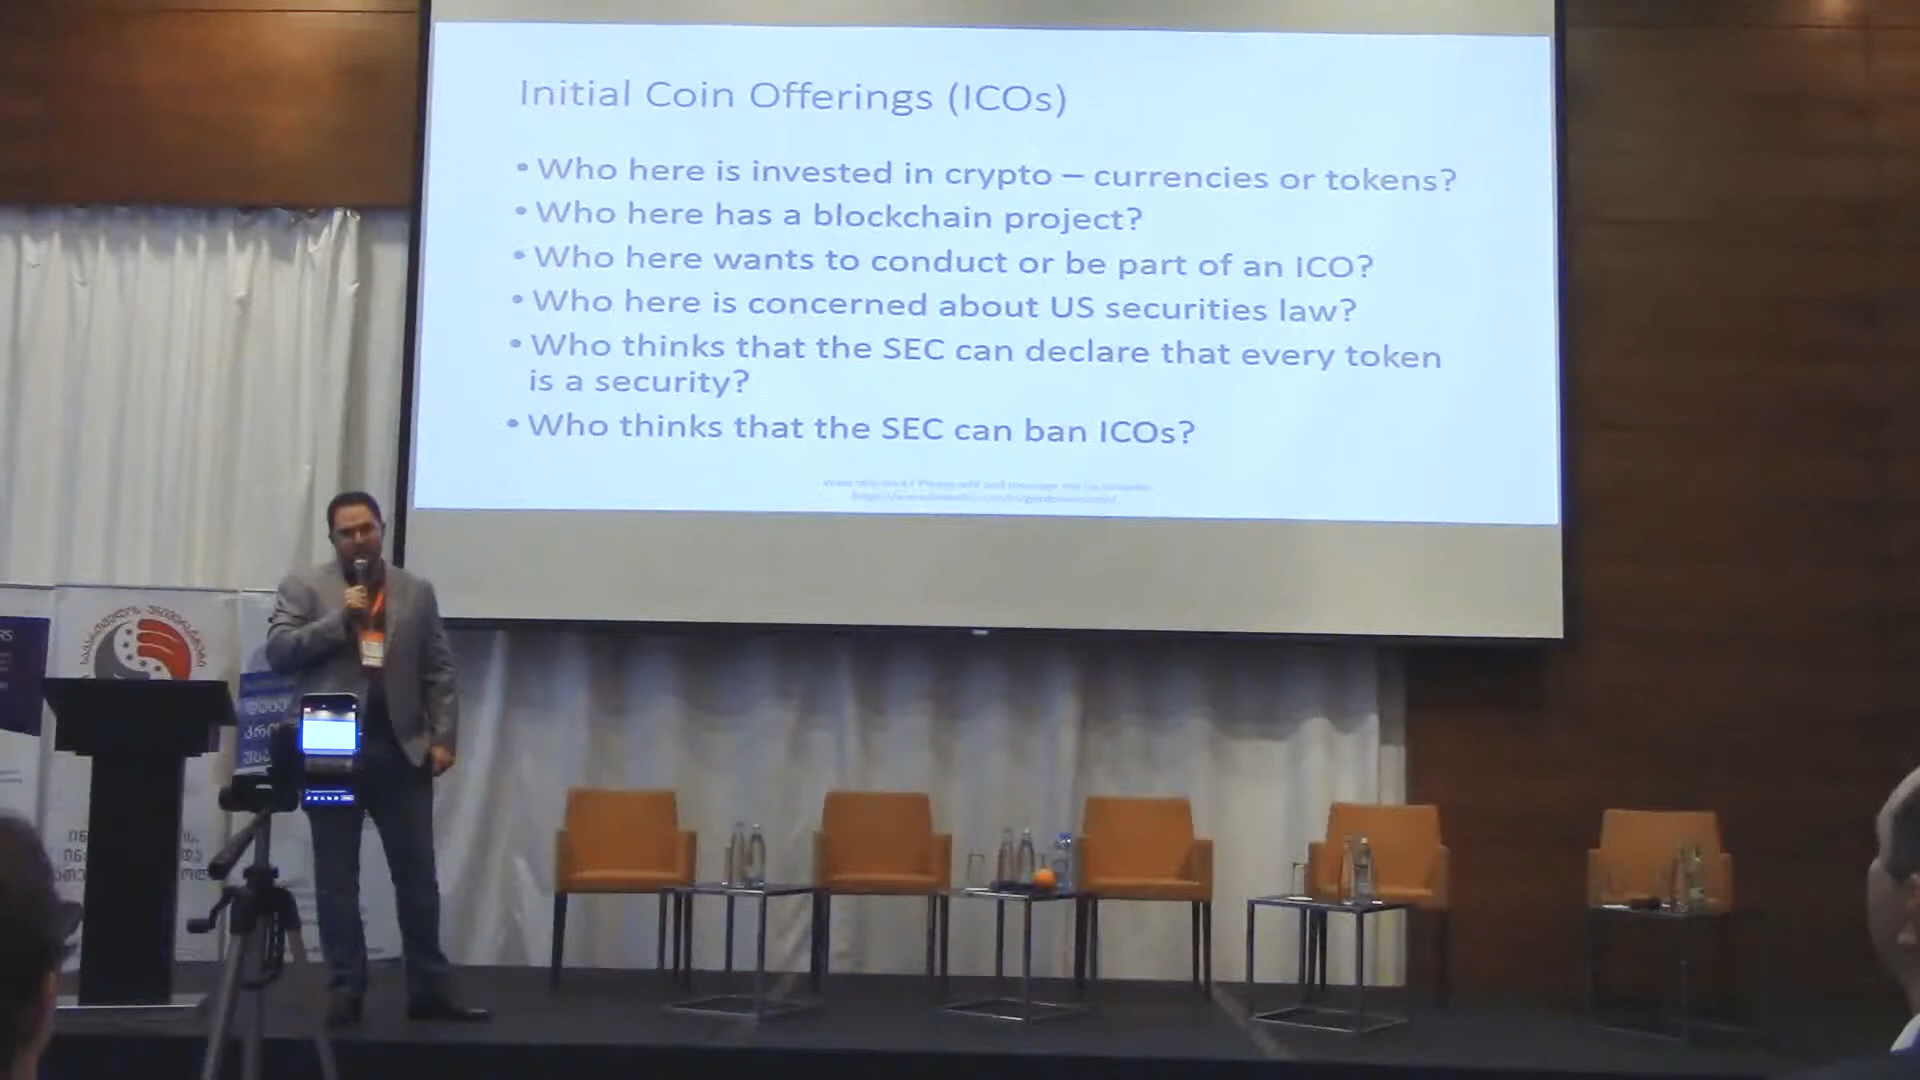 Initial Coin Offerings (ICOs)
• Who here is invested in crypto – currencies or tokens?
• Who here has a blockchain project?
• Who here wants to conduct or be part of an ICO?
• Who here is concerned about US securities law?
• Who thinks that the SEC can declare that every token
is a security?
• Who thinks that the SEC can ban ICOs?
საქართველოს უნივერსიტეტი